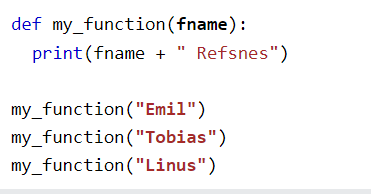 def my_function(fname):
  print(fname + " Refsnes")

my_function("Emil")
my_function("Tobias")
my_function("Linus")